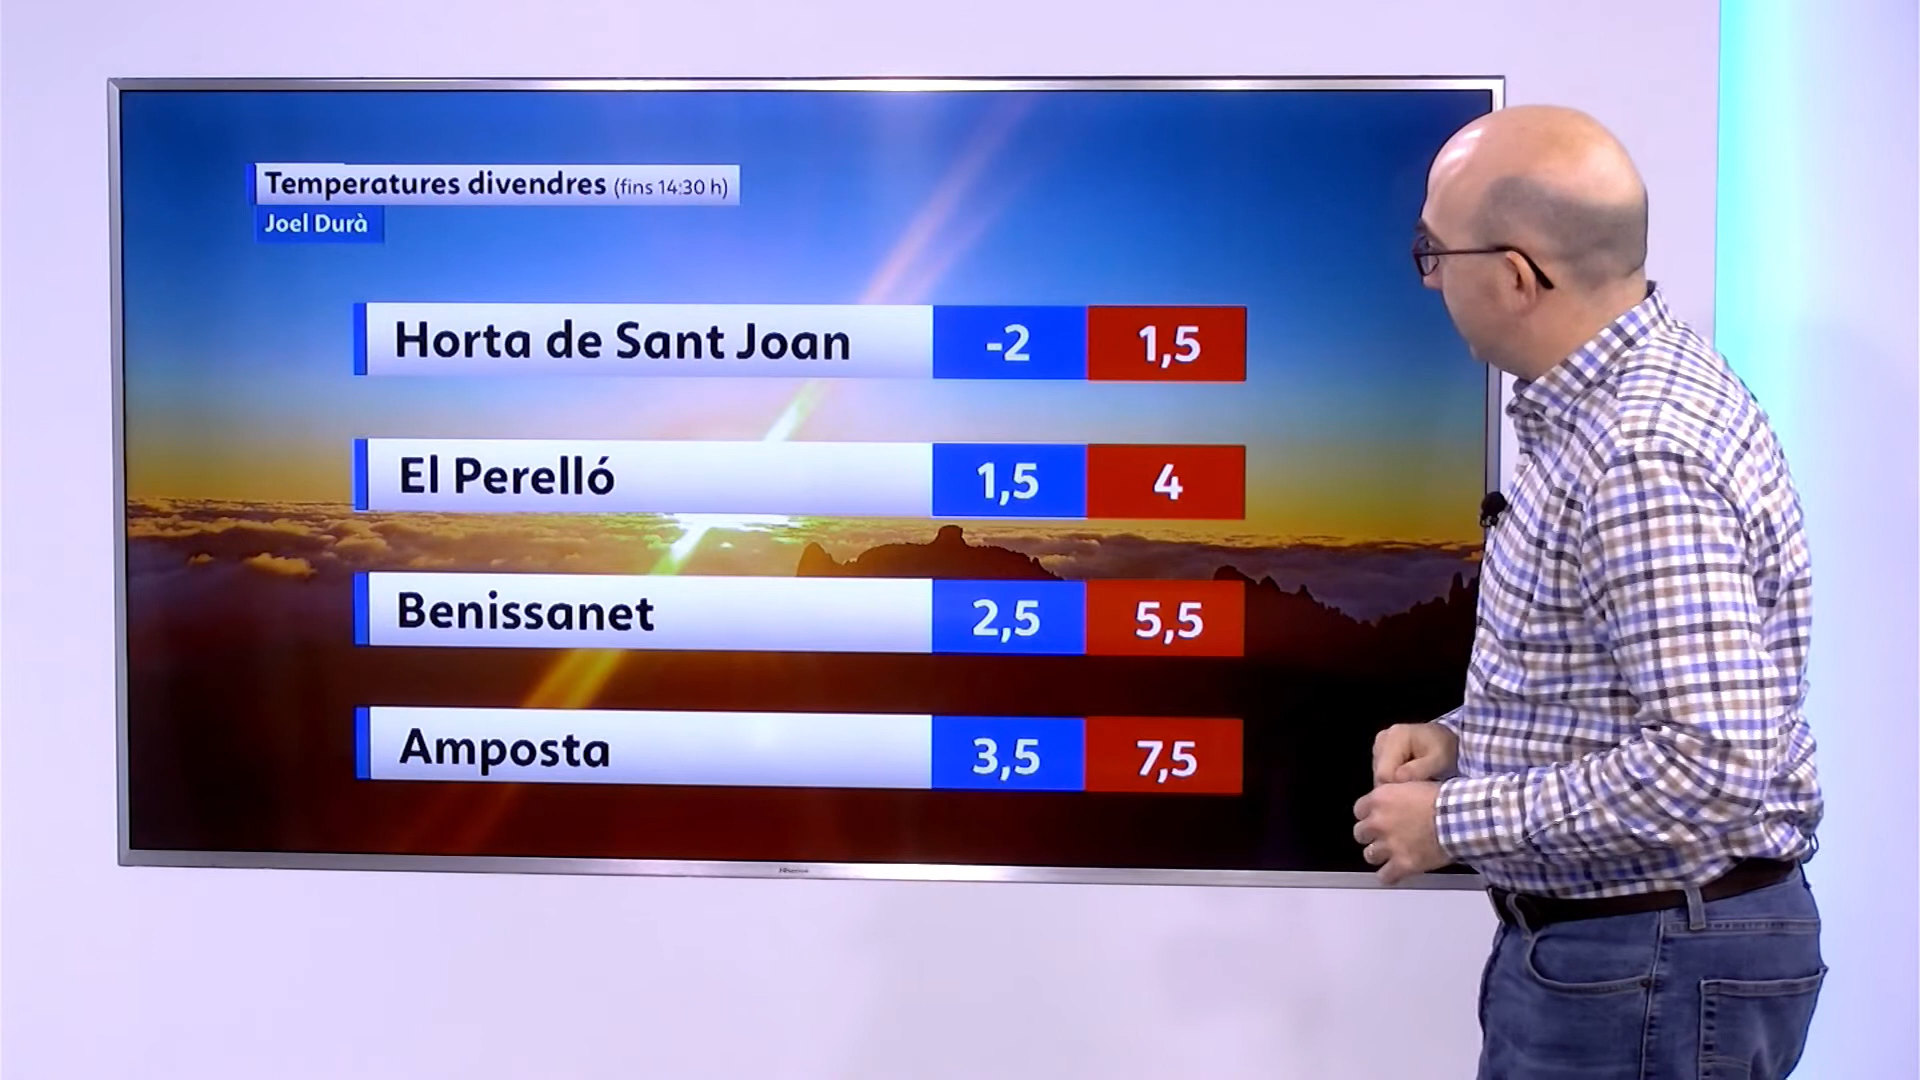 Temperatures divendres (fins 14:30 h)
Joel Durà
Horta de Sant Joan -2 1,5
El Perelló 1,5 4
Benissanet 2,5 5,5
Amposta 3,5 7,5
Hisense